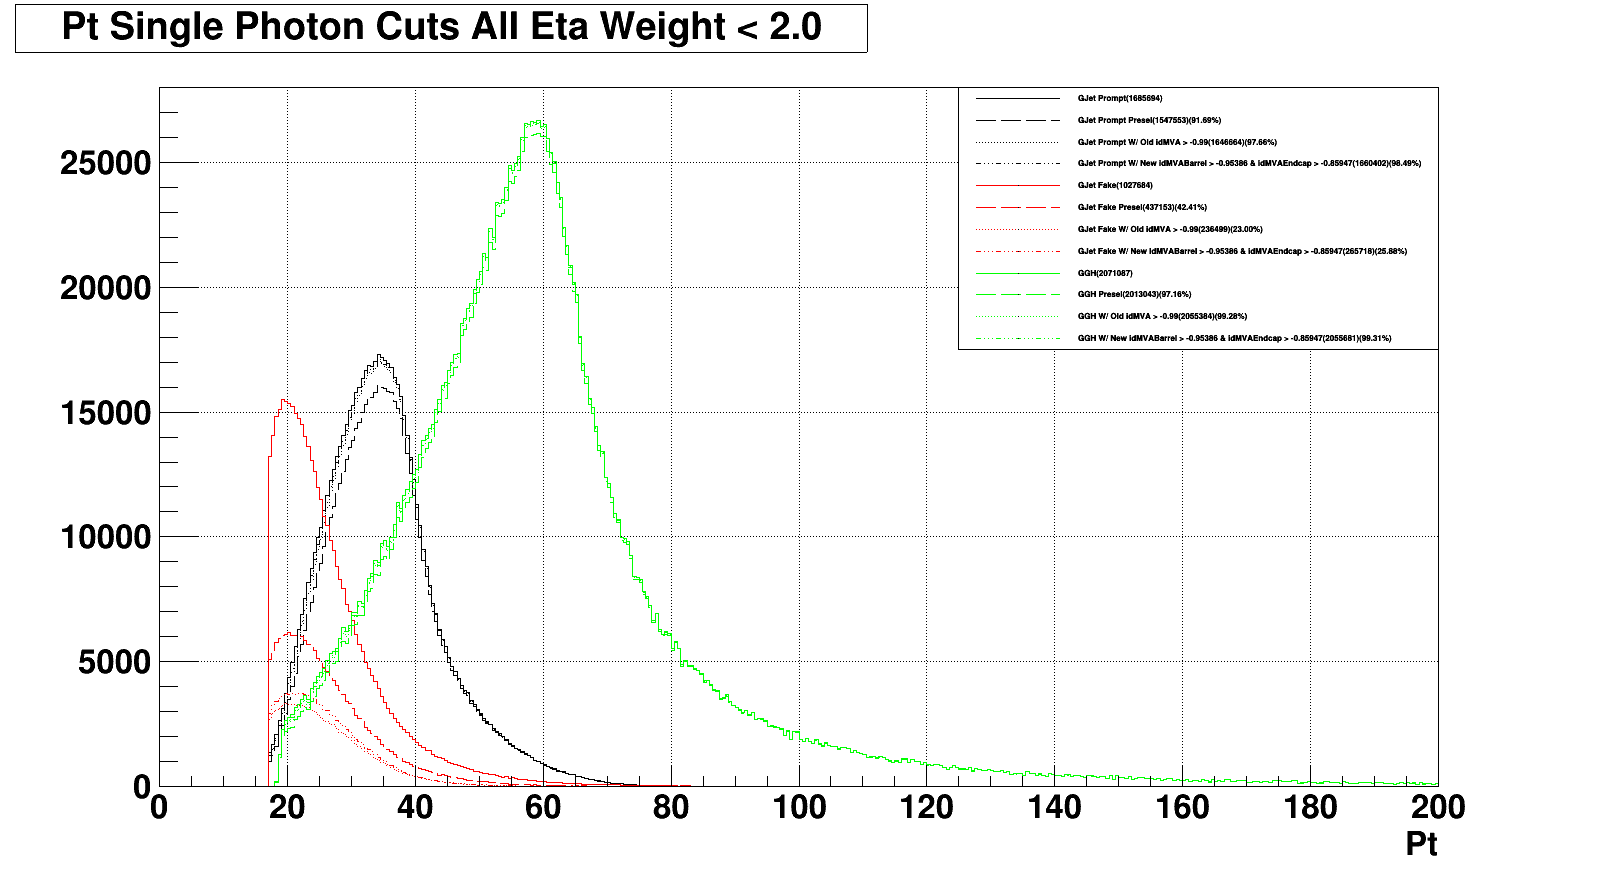 Pt Single Photon Cuts All Eta Weight < 2.0
GJet Prompt(1685694)
GJet Prompt Presel(1547553)(91.69%)
GJet Prompt W/ Old idMVA > -0.99(1646664)(97.66%)
GJet Prompt W/ New idMVABarrel > -0.95386 & idMVAEndcap > -0.85947(1660402)(98.49%)
GJet Fake(1027684)
GJet Fake Presel(437153)(42.41%)
GJet Fake W/ Old idMVA > -0.99(236499)(23.00%)
GJet Fake W/ New idMVABarrel > -0.95386 & idMVAEndcap > -0.85947(265718)(25.88%)
GGH(2071087)
GGH Presel(2013043)(97.16%)
GGH W/ Old idMVA > -0.99(2055384)(99.28%)
GGH W/ New idMVABarrel > -0.95386 & idMVAEndcap > -0.85947(2055681)(99.31%)
25000
20000
15000
10000
5000
0
0 20 40 60 80 100 120 140 160 180 200
Pt